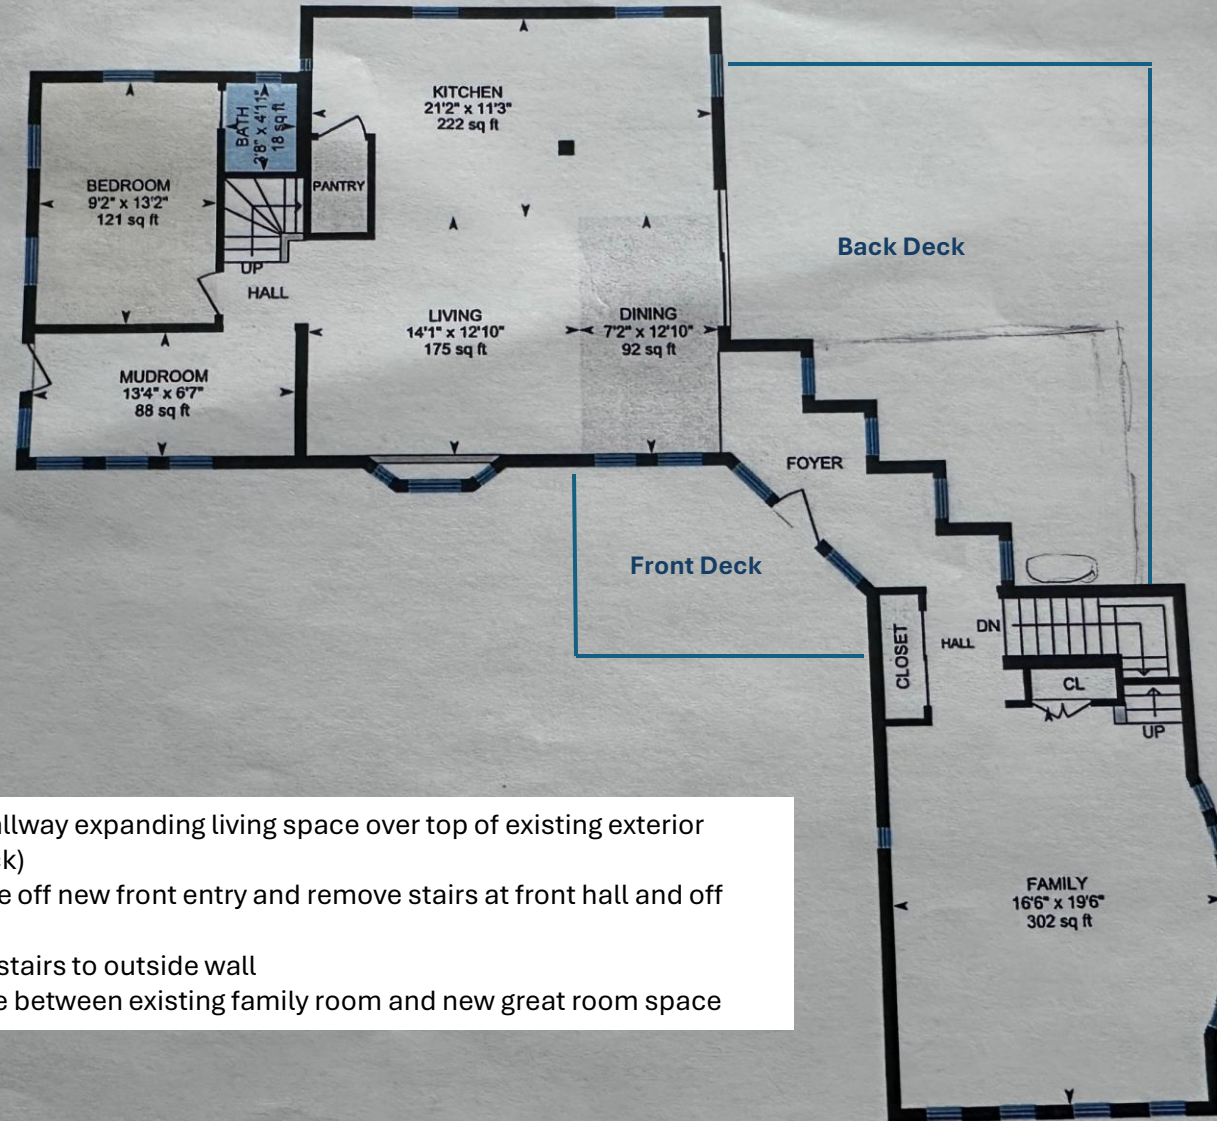 KITCHEN
21'2" x 11'3"
222 sq ft
BATH
4'11"
18 sq ft
BEDROOM
9'2" x 13'2"
121 sq ft
PANTRY
UP
HALL
Back Deck
LIVING
14'1" x 12'10"
175 sq ft
DINING
7'2" x 12'10"
92 sq ft
MUDROOM
13'4" x 6'7"
88 sq ft
FOYER
Front Deck
CLOSET
HALL
DN
CL
UP
allway expanding living space over top of existing exterior
ck)
e off new front entry and remove stairs at front hall and off
stairs to outside wall
e between existing family room and new great room space
FAMILY
16'6" x 19'6"
302 sq ft